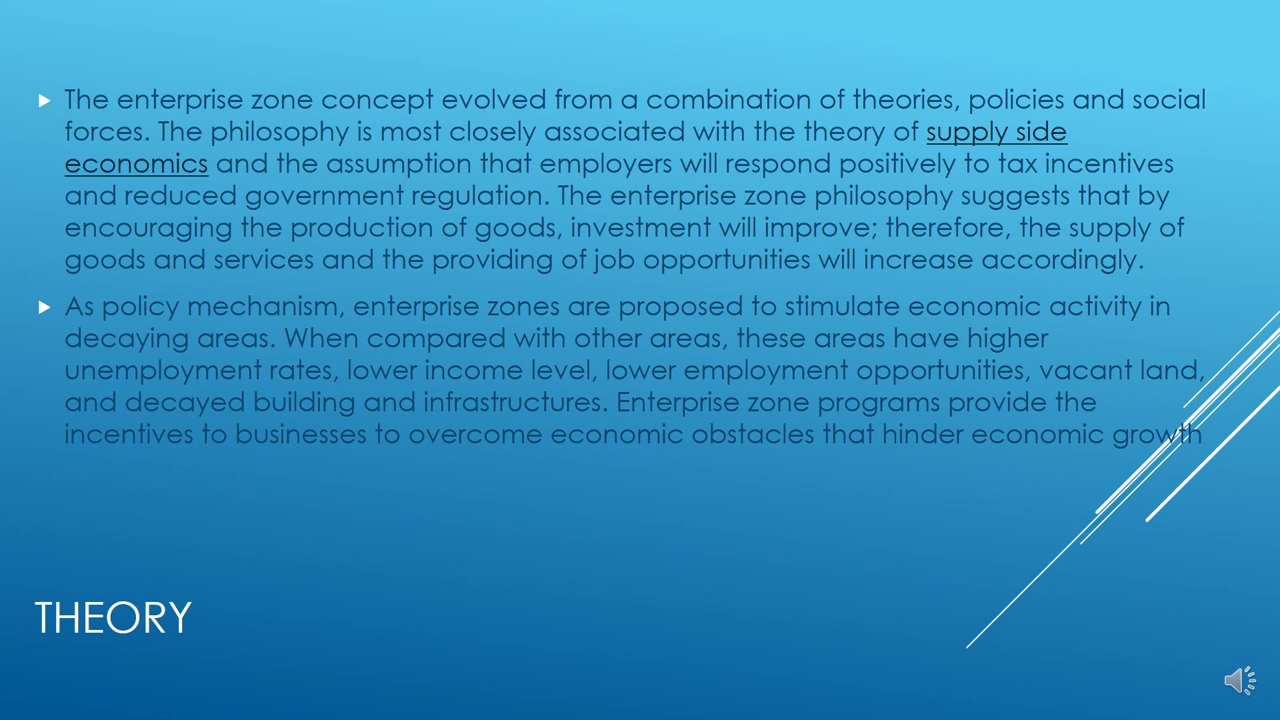 The enterprise zone concept evolved from a combination of theories, policies and social
forces. The philosophy is most closely associated with the theory of supply side
economics and the assumption that employers will respond positively to tax incentives
and reduced government regulation. The enterprise zone philosophy suggests that by
encouraging the production of goods, investment will improve; therefore, the supply of
goods and services and the providing of job opportunities will increase accordingly.
As policy mechanism, enterprise zones are proposed to stimulate economic activity in
decaying areas. When compared with other areas, these areas have higher
unemployment rates, lower income level, lower employment opportunities, vacant land,
and decayed building and infrastructures. Enterprise zone programs provide the
incentives to businesses to overcome economic obstacles that hinder economic growth
THEORY